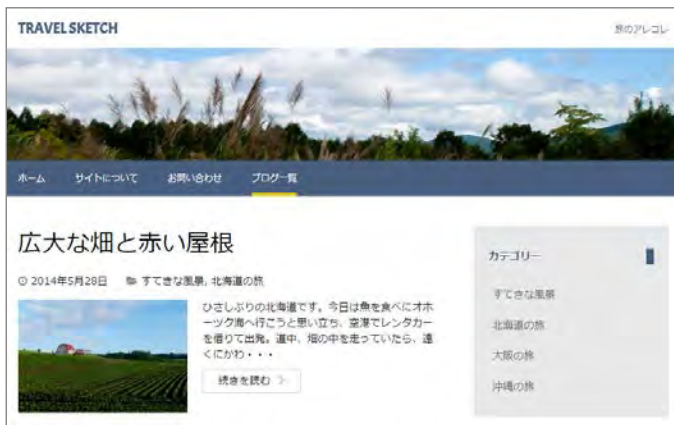 TRAVEL SKETCH
旅のアレコレ
ホーム サイトについて お問い合わせ ブログ一覧
広大な畑と赤い屋根
2014年5月28日 すてきな風景, 北海道の旅
ひさしぶりの北海道です。今日は魚を食べにオホ
ーツク海へ行こうと思い立ち、空港でレンタカー
を借りて出発。道中、畑の中を走っていたら、遠
くにかわ・・・
続きを読む >
カテゴリー
すてきな風景
北海道の旅
大阪の旅
沖縄の旅